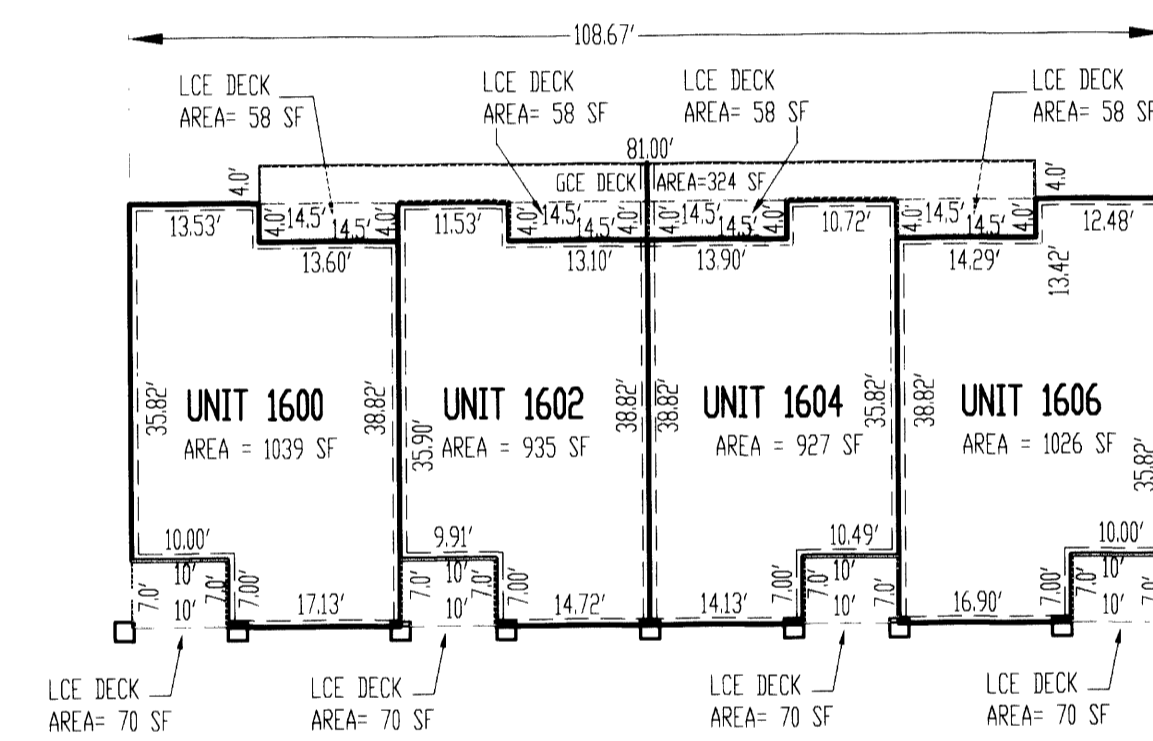 108.67'
LCE DECK
AREA= 58 SF
LCE DECK
AREA= 58 SF
LCE DECK
AREA= 58 SF
LCE DECK
AREA= 58 SF
81.00'
4.0'
GCE DECK AREA=324 SF
4.0'
13.53'
4.0'
14.5'
14.5'
4.0'
13.60'
11.53'
4.0'
14.5'
14.5'
4.0'
13.10'
4.0'
14.5'
14.5'
4.0'
13.90'
10.72'
4.0'
14.5'
4.0'
14.29'
12.48'
13.42'
35.82'
UNIT 1600
AREA = 1039 SF
38.82'
35.90'
UNIT 1602
AREA = 935 SF
38.82'
38.82'
UNIT 1604
AREA = 927 SF
35.82'
38.82'
UNIT 1606
AREA = 1026 SF
35.82'
10.00'
7.0'
10'
10'
7.0'
7.00'
17.13'
9.91'
7.0'
10'
10'
7.0'
7.00'
14.72'
14.13'
7.00'
10.49'
7.0'
10'
10'
7.0'
16.90'
7.00'
10.00'
7.0'
10'
10'
7.0'
LCE DECK
AREA= 70 SF
LCE DECK
AREA= 70 SF
LCE DECK
AREA= 70 SF
LCE DECK
AREA= 70 SF